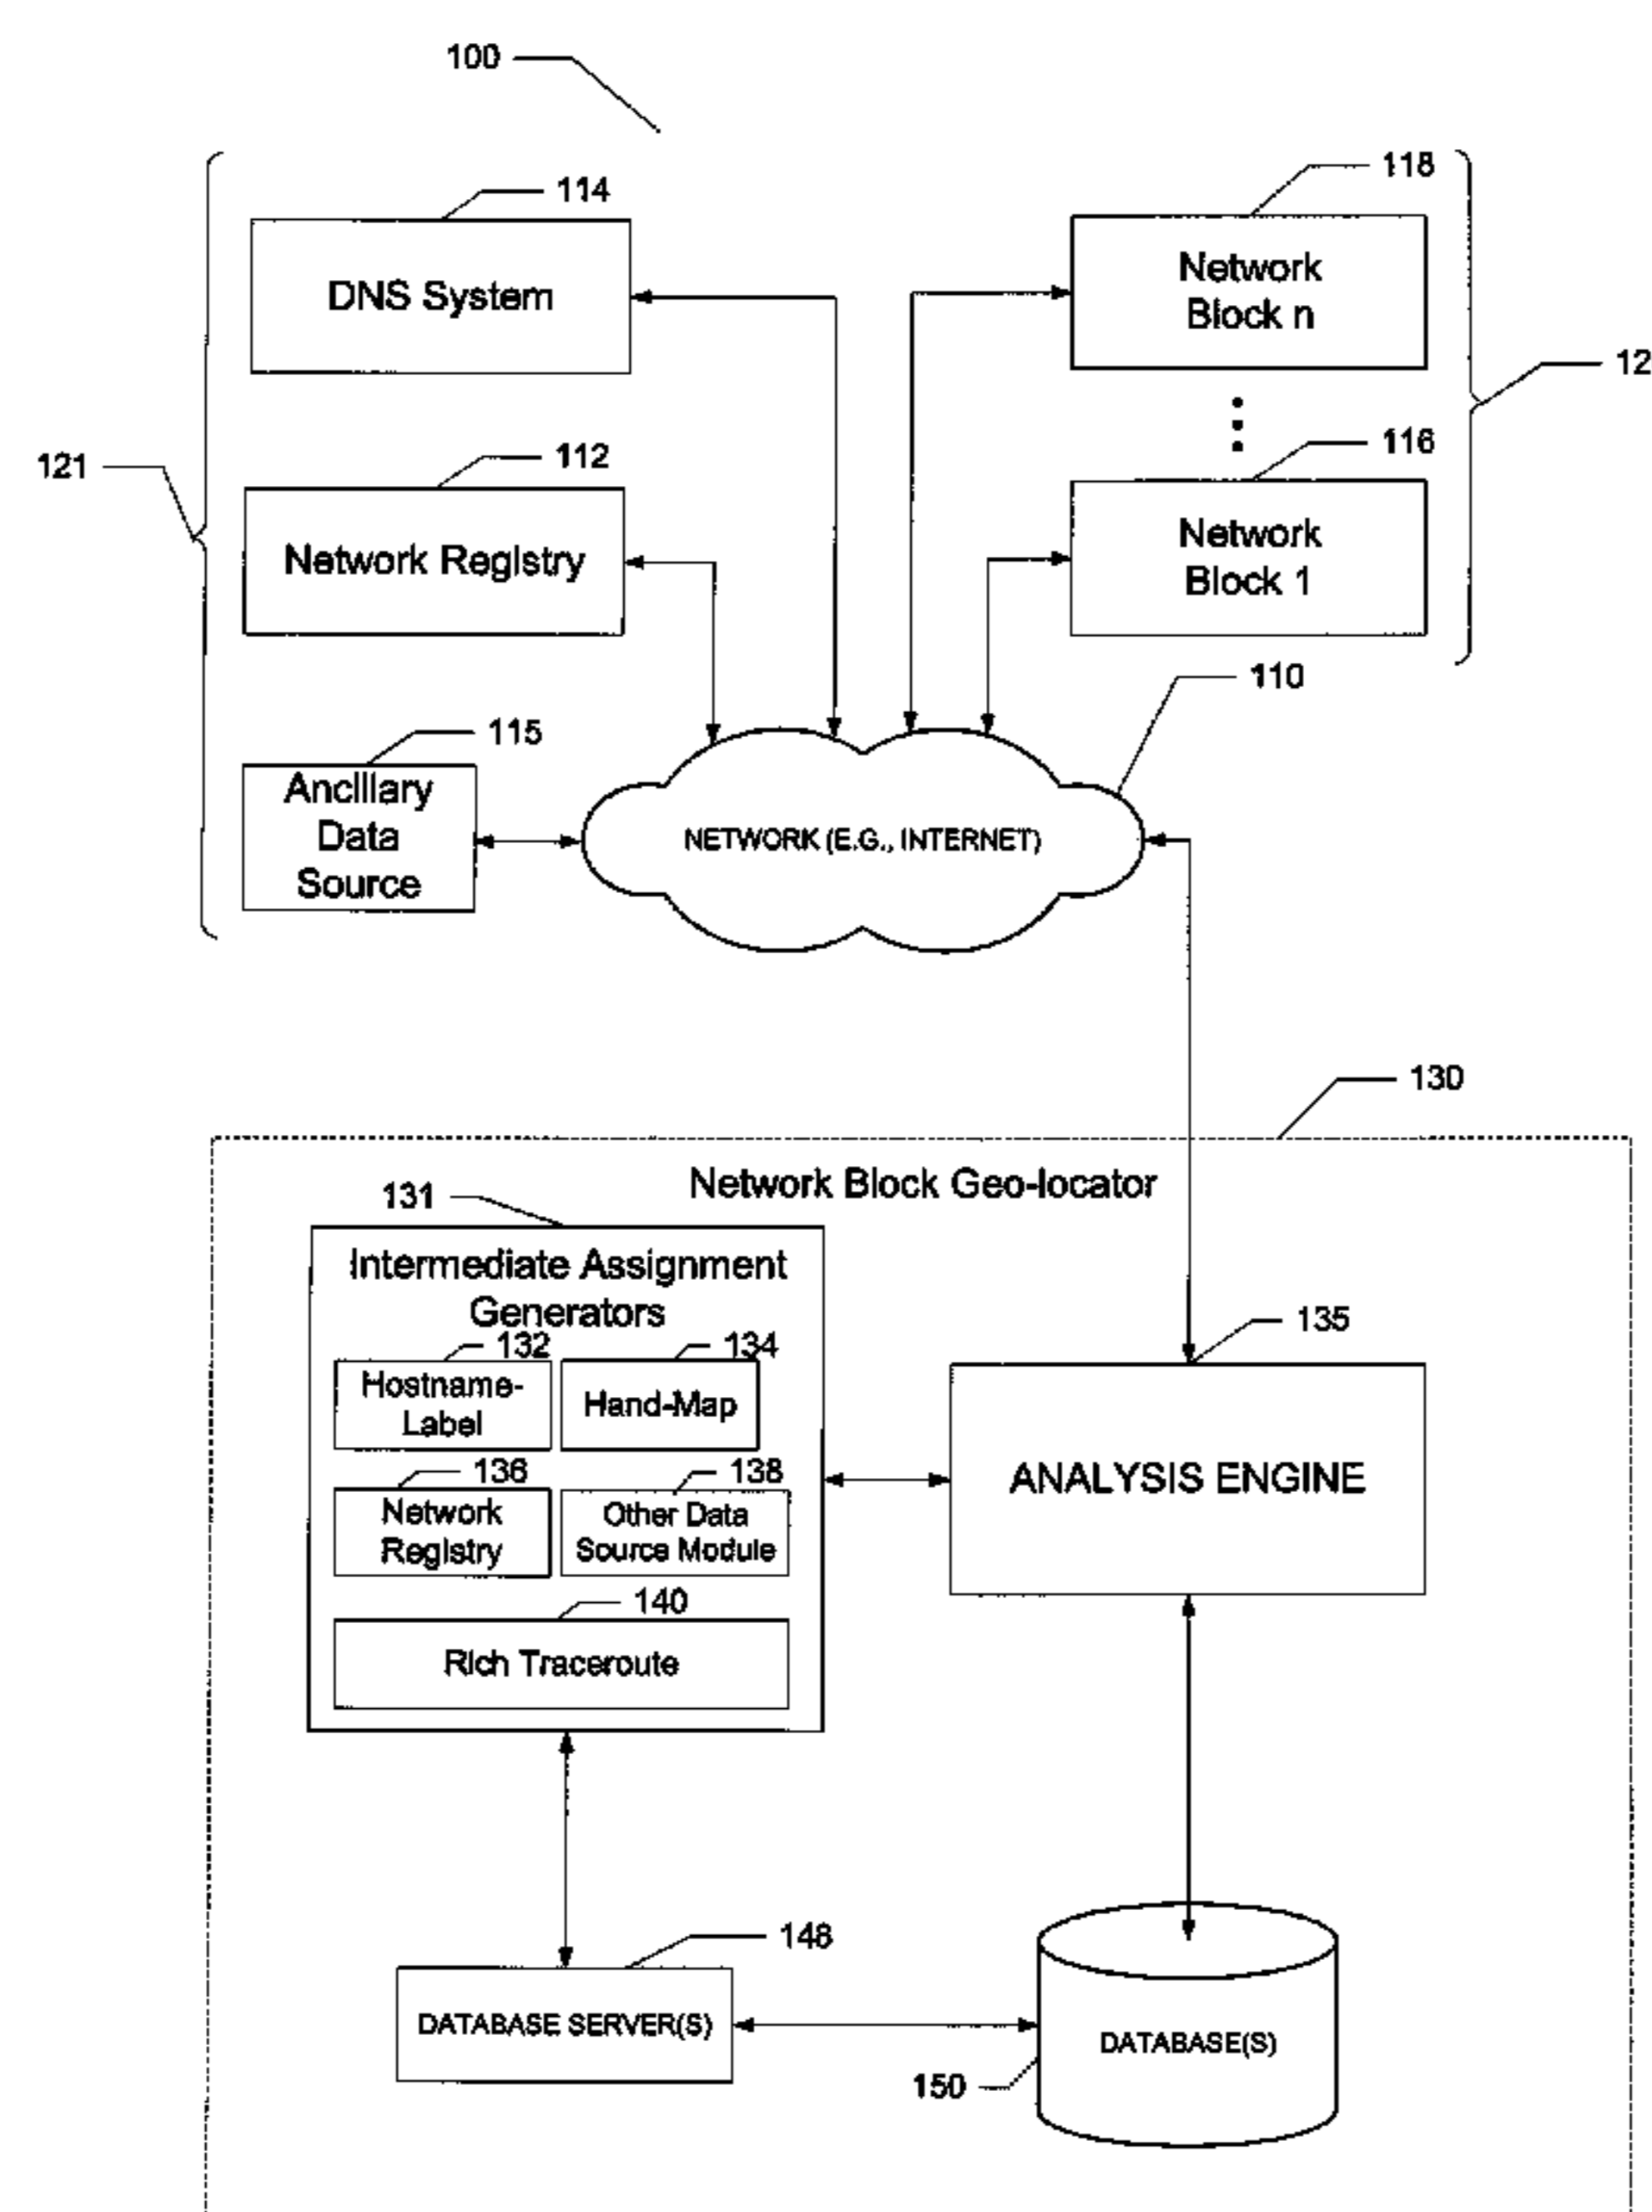 100
114
118
DNS System
Network
Block n
12
121
112
116
Network Registry
Network
Block 1
110
115
Ancillary
Data
Source
NETWORK (E.G., INTERNET)
130
Network Block Geo-locator
131
Intermediate Assignment
Generators
135
132
134
Hostname-
Label
Hand-Map
ANALYSIS ENGINE
136
138
Network
Registry
Other Data
Source Module
140
Rich Traceroute
148
DATABASE SERVER(S)
DATABASE(S)
150